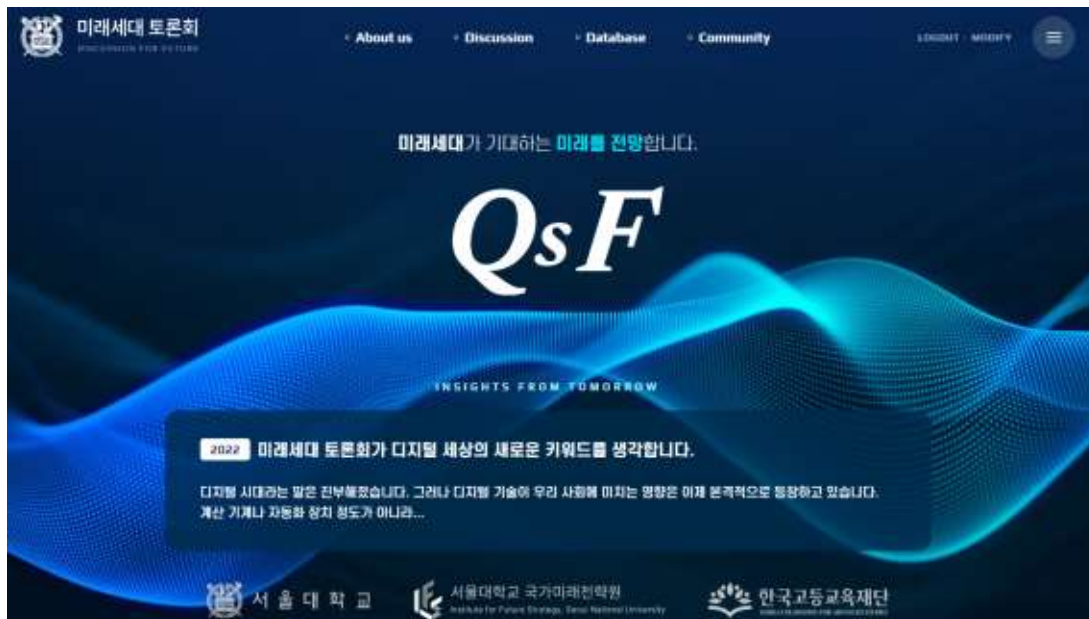 미래세대 토론회
DISCUSSION FOR FUTURE
About us
Discussion
Database
Community
LOGOUT MODIFY
미래세대가 기대하는 미래를 전망합니다.
QsF
INSIGHTS FROM TOMORROW
2022 미래세대 토론회가 디지털 세상의 새로운 키워드를 생각합니다.
디지털 시대라는 말은 진부해졌습니다. 그러나 디지털 기술이 우리 사회에 미치는 영향은 이제 본격적으로 등장하고 있습니다.
계산 기계나 자동화 장치 정도가 아니라...
서울대학교
서울대학교 국가미래전략원
Institute for Future Strategy, Seoul National University
한국고등교육재단